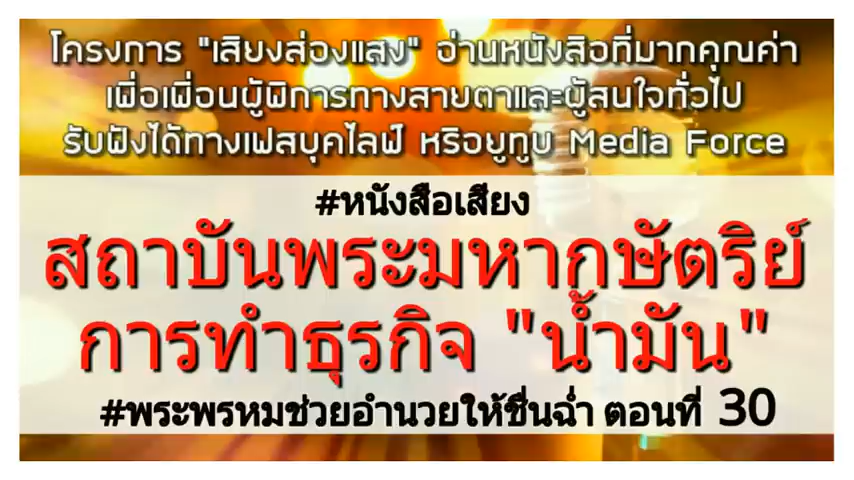 โครงการ "เสียงส่องแสง" อ่านหนังสือที่มากคุณค่า
เพื่อเพื่อนผู้พิการทางสายตาและผู้สนใจทั่วไป
รับฟังได้ทางเฟสบุคไลฟ์ หรือยูทูบ Media Force
#หนังสือเสียง
สถาบันพระมหากษัตริย์
การทำธุรกิจ "น้ำมัน"
#พระพรหมช่วยอำนวยให้ชื่นฉ่ำ ตอนที่ 30